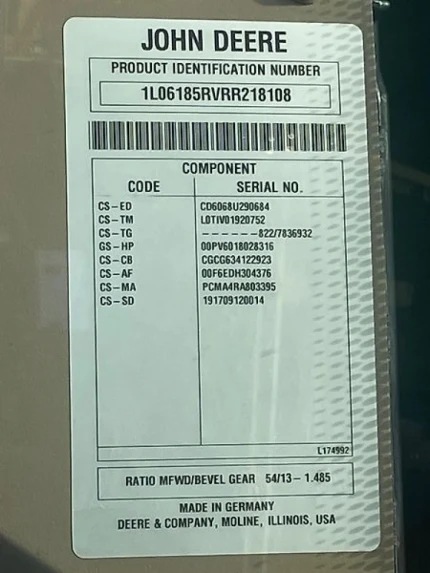 JOHN DEERE
PRODUCT IDENTIFICATION NUMBER
1L06185RVRR218108
COMPONENT
CODE SERIAL NO.
CS-ED CD6068U290684
CS-TM L0TIV01920752
CS-TG ------822/7836932
GS-HP 00PV6018028316
CS-CB CGCG634122923
CS-AF 00F6EDH304376
CS-MA PCMA4RA803395
CS-SD 191709120014
L174992
RATIO MFWD/BEVEL GEAR 54/13-1.485
MADE IN GERMANY
DEERE & COMPANY, MOLINE, ILLINOIS, USA